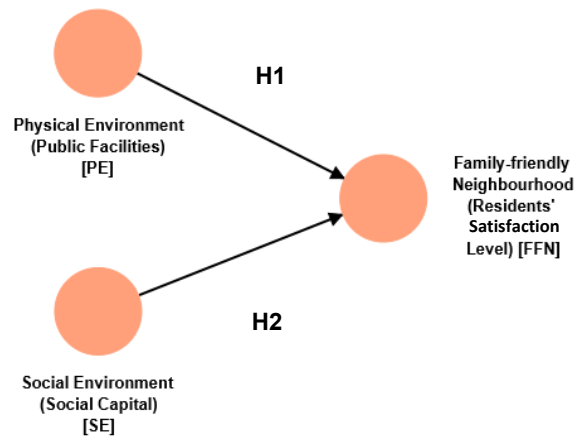 H1
Physical Environment
(Public Facilities)
[PE]
Family-friendly
Neighbourhood
(Residents'
Satisfaction
Level) [FFN]
H2
Social Environment
(Social Capital)
[SE]